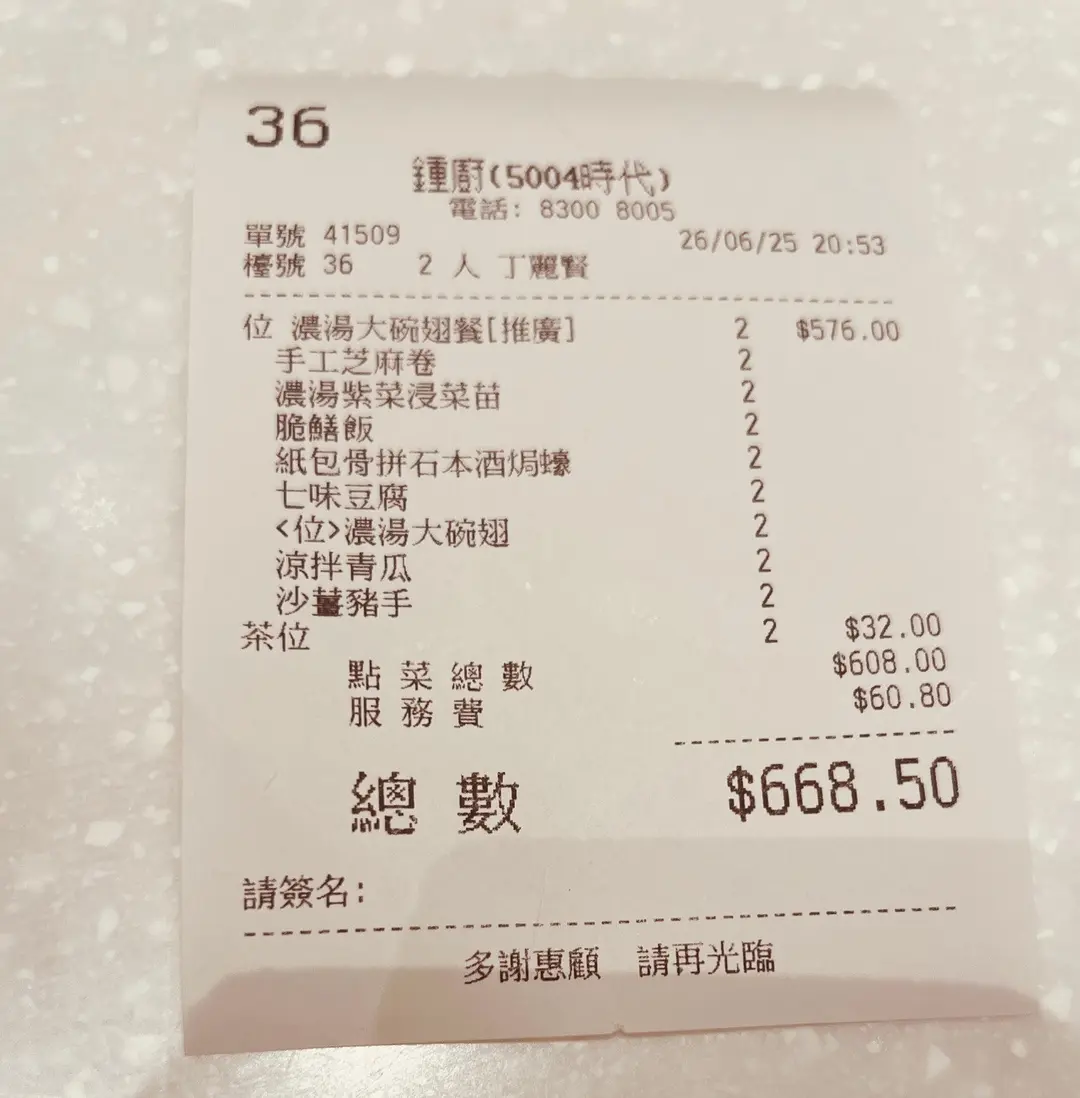 36
鍾廚(5004時代)
電話: 8300 8005
單號 41509 26/06/25 20:53
檯號 36 2 人 丁麗賢
位 濃湯大碗翅餐[推廣] 2 $576.00
手工芝麻卷 2
濃湯紫菜浸菜苗 2
脆鱔飯 2
紙包骨拼石本酒焗蠔 2
七味豆腐 2
<位>濃湯大碗翅 2
涼拌青瓜 2
沙薑豬手 2
茶位 2 $32.00
點菜總數 $608.00
服務費 $60.80
總數 $668.50
請簽名:
多謝惠顧 請再光臨